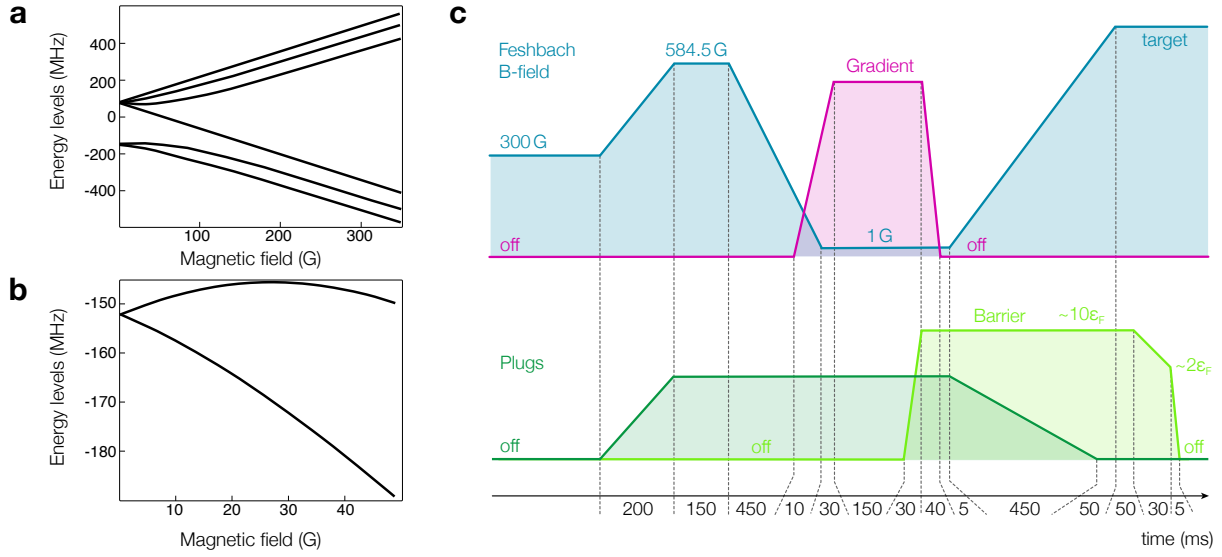 a
Energy levels (MHz)
400
200
0
-200
-400
100
200
300
Magnetic field (G)
b
Energy levels (MHz)
-150
-160
-170
-180
10
20
30
40
Magnetic field (G)
c
Feshbach
B-field
584.5 G
Gradient
target
300 G
off
1 G
off
Plugs
Barrier
~10εF
~2εF
off
off
off
200
150
450
10
30
150
30
40
5
450
50
50
30
5
time (ms)